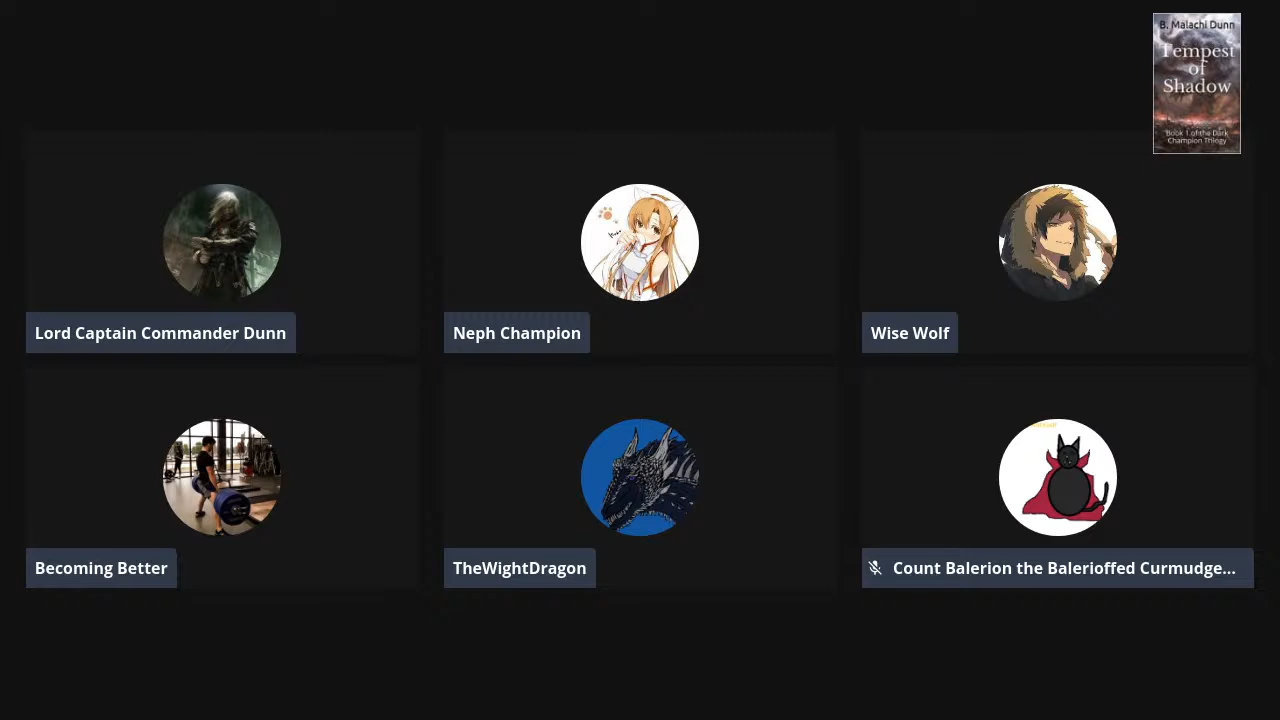 B. Malachi Dunn
Tempest
of
Shadow
Book 1 of the Dark
Champion Trilogy
Lord Captain Commander Dunn
Neph Champion
Wise Wolf
Becoming Better
TheWightDragon
Count Balerion the Balerioffed Curmudge...